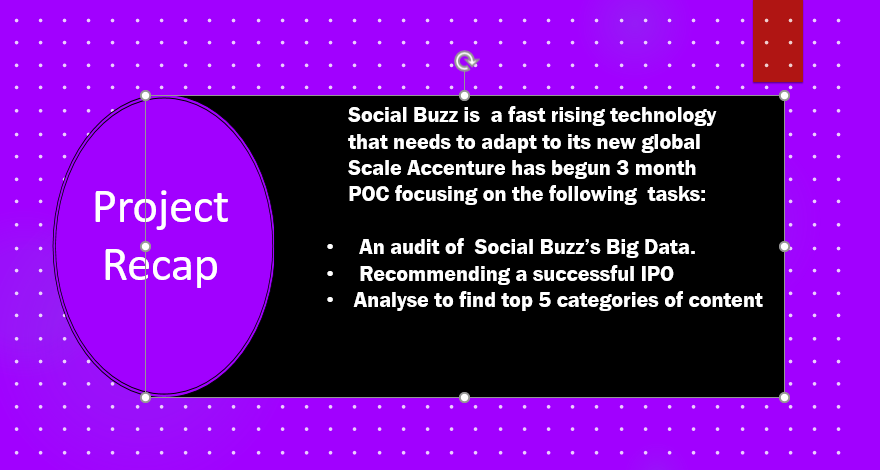 Project
Recap
Social Buzz is  a fast rising technology
that needs to adapt to its new global
Scale Accenture has begun 3 month
POC focusing on the following  tasks:
• An audit of  Social Buzz’s Big Data.
• Recommending a successful IPO
• Analyse to find top 5 categories of content